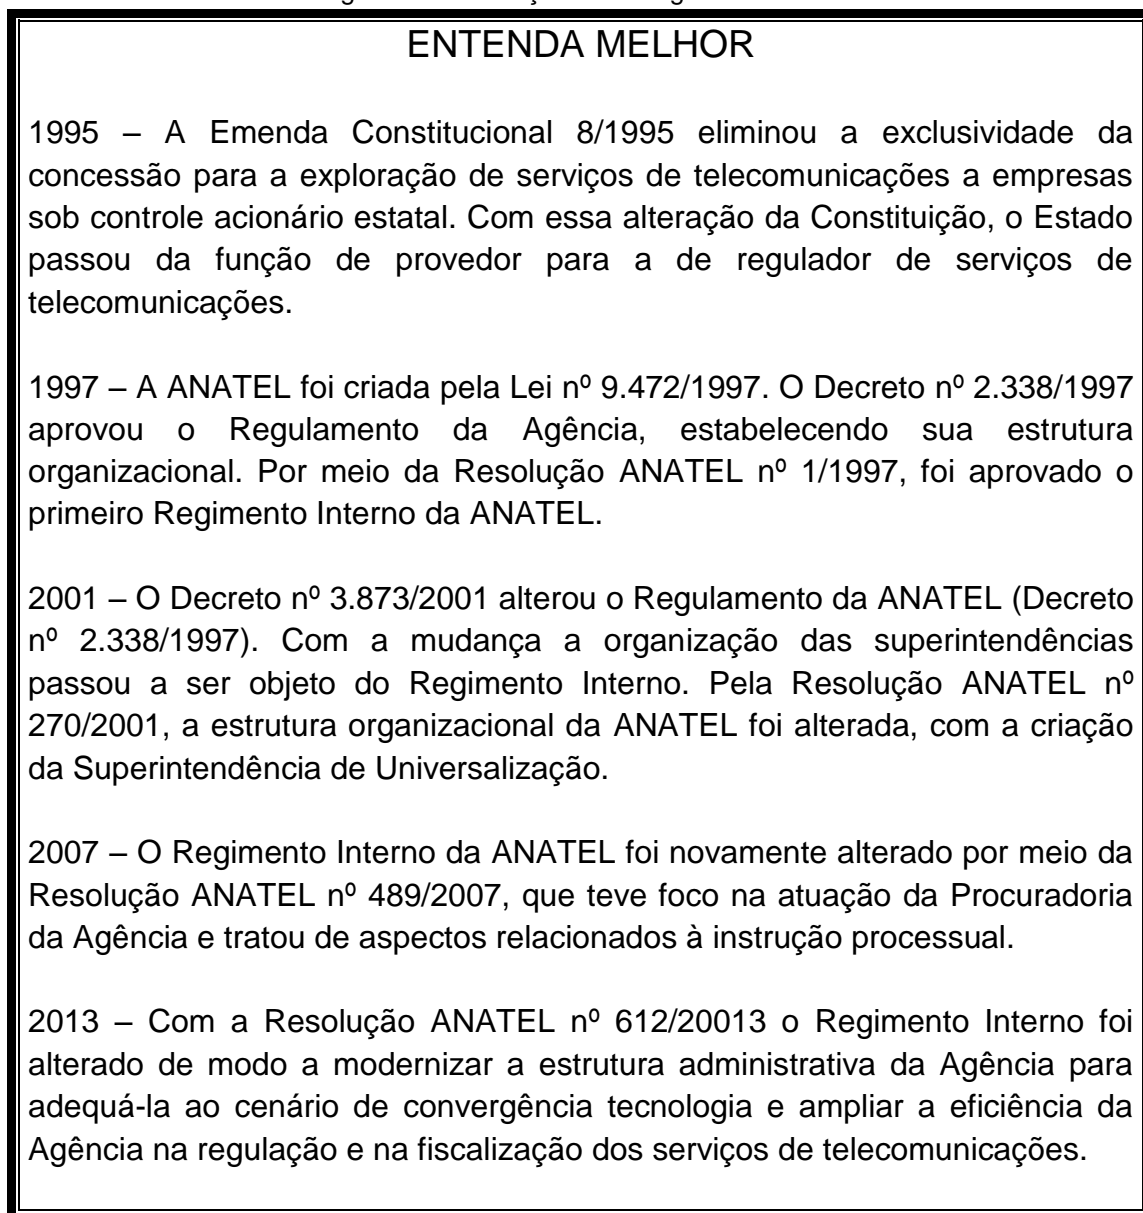 ENTENDA MELHOR
1995 – A Emenda Constitucional 8/1995 eliminou a exclusividade da
concessão para a exploração de serviços de telecomunicações a empresas
sob controle acionário estatal. Com essa alteração da Constituição, o Estado
passou da função de provedor para a de regulador de serviços de
telecomunicações.
1997 – A ANATEL foi criada pela Lei nº 9.472/1997. O Decreto nº 2.338/1997
aprovou o Regulamento da Agência, estabelecendo sua estrutura
organizacional. Por meio da Resolução ANATEL nº 1/1997, foi aprovado o
primeiro Regimento Interno da ANATEL.
2001 – O Decreto nº 3.873/2001 alterou o Regulamento da ANATEL (Decreto
nº 2.338/1997). Com a mudança a organização das superintendências
passou a ser objeto do Regimento Interno. Pela Resolução ANATEL nº
270/2001, a estrutura organizacional da ANATEL foi alterada, com a criação
da Superintendência de Universalização.
2007 – O Regimento Interno da ANATEL foi novamente alterado por meio da
Resolução ANATEL nº 489/2007, que teve foco na atuação da Procuradoria
da Agência e tratou de aspectos relacionados à instrução processual.
2013 – Com a Resolução ANATEL nº 612/20013 o Regimento Interno foi
alterado de modo a modernizar a estrutura administrativa da Agência para
adequá-la ao cenário de convergência tecnologia e ampliar a eficiência da
Agência na regulação e na fiscalização dos serviços de telecomunicações.